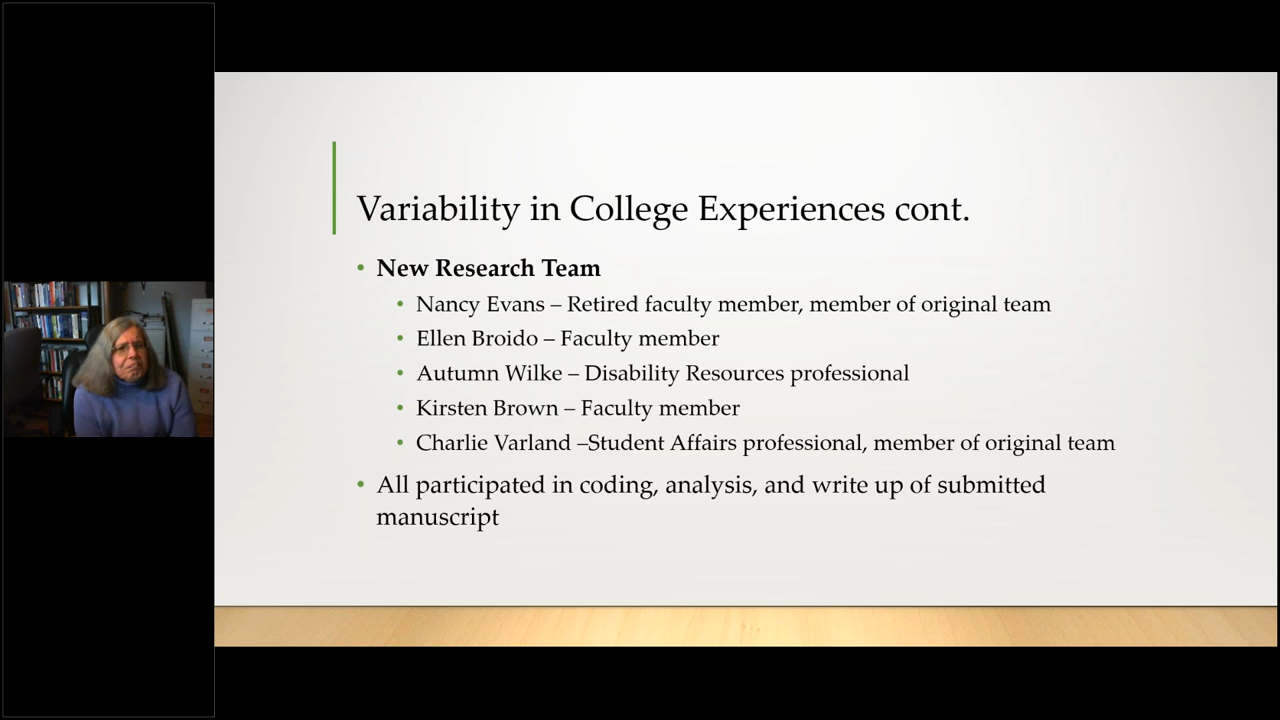 Variability in College Experiences cont.
• New Research Team
• Nancy Evans – Retired faculty member, member of original team
• Ellen Broido – Faculty member
• Autumn Wilke – Disability Resources professional
• Kirsten Brown – Faculty member
• Charlie Varland –Student Affairs professional, member of original team
• All participated in coding, analysis, and write up of submitted
manuscript